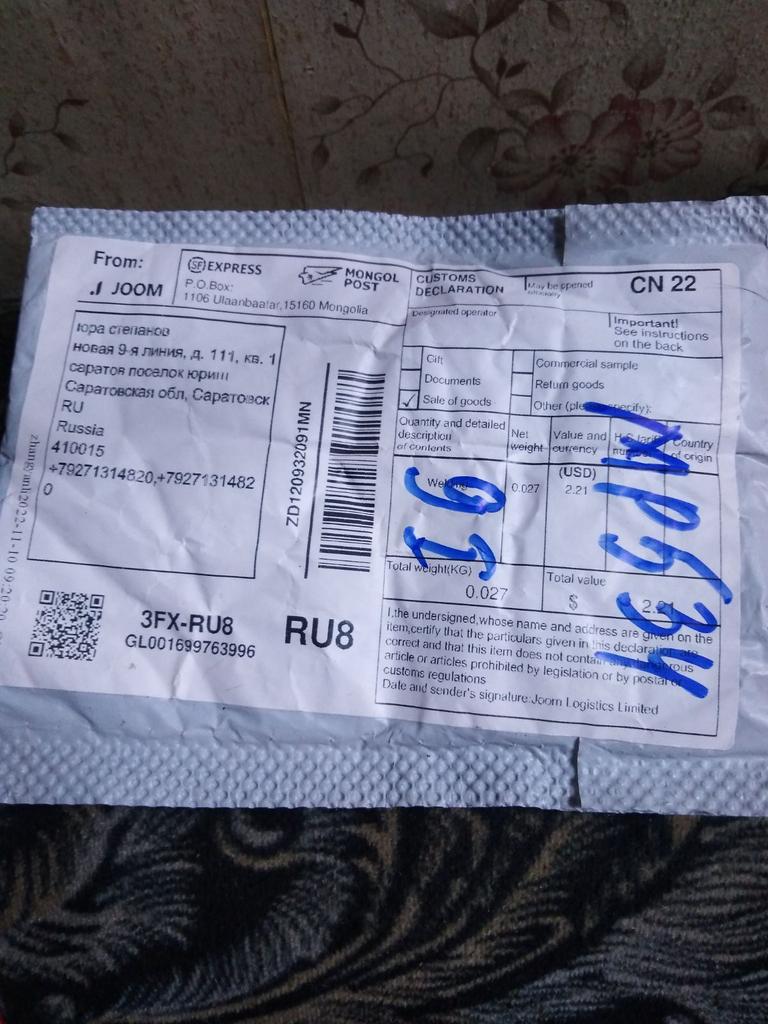 From:
JOOM
SF EXPRESS
MONGOL POST
P.O.Box:
1106 Ulaanbaatar,15160 Mongolia
юра степанов
новая 9-я линия, д. 111, кв. 1
саратов поселок юриш
Саратовская обл, Саратовск
RU
Russia
410015
+79271314820,+7927131482
0
ZD120932091MN
3FX-RU8
GL001699763996
RU8
CUSTOMS DECLARATION
May be opened
CN 22
Designated operator
Important!
See instructions
on the back
Gift
Commercial sample
Documents
Return goods
✓ Sale of goods
Other (please specify):
Quantity and detailed description of contents
Net weight
Value and currency
H.S. tariff number
Country of origin
(USD)
0.027
2.21
Total weight(KG)
0.027
Total value
$ 2.21
I,the undersigned,whose name and address are given on the
item,certify that the particulars given in this declaration are
correct and that this item does not contain any dangerous
article or articles prohibited by legislation or by postal or
customs regulations
Date and sender's signature:Joom Logistics Limited
91